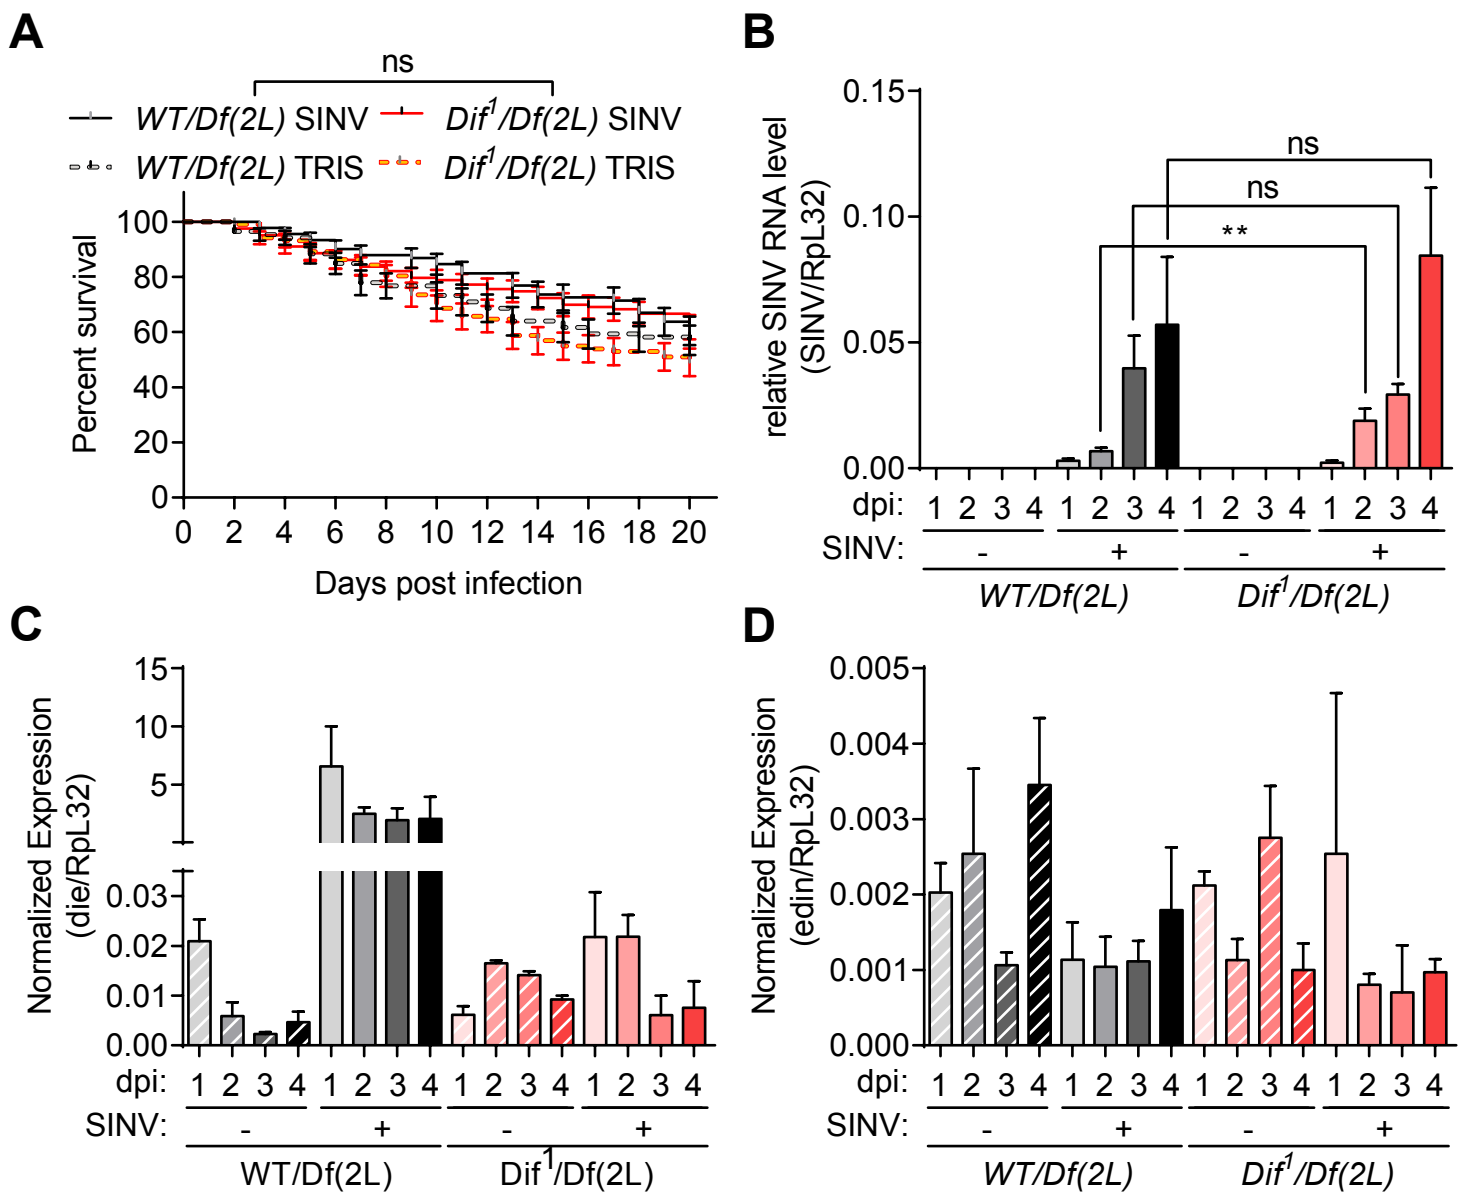 A
ns
WT/Df(2L) SINV Dif¹/Df(2L) SINV
WT/Df(2L) TRIS Dif¹/Df(2L) TRIS
Percent survival
100
80
60
40
20
0
0 2 4 6 8 10 12 14 16 18 20
Days post infection
B
relative SINV RNA level
(SINV/RpL32)
0.15
0.10
0.05
0.00
ns
ns
**
dpi: 1 2 3 4 1 2 3 4 1 2 3 4 1 2 3 4
SINV: - + - +
WT/Df(2L) Dif¹/Df(2L)
C
Normalized Expression
(die/RpL32)
15
10
5
0.03
0.02
0.01
0.00
dpi: 1 2 3 4 1 2 3 4 1 2 3 4 1 2 3 4
SINV: - + - +
WT/Df(2L) Dif¹/Df(2L)
D
Normalized Expression
(edin/RpL32)
0.005
0.004
0.003
0.002
0.001
0.000
dpi: 1 2 3 4 1 2 3 4 1 2 3 4 1 2 3 4
SINV: - + - +
WT/Df(2L) Dif¹/Df(2L)